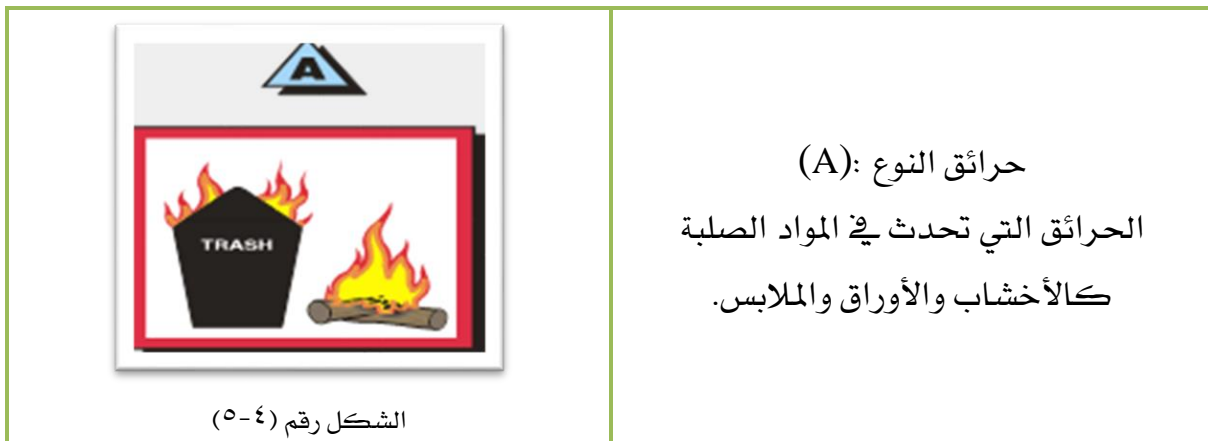 حرائق النوع (A):
الحرائق التي تحدث في المواد الصلبة
كالأخشاب والأوراق والملابس.
A
TRASH
الشكل رقم (٤-٥)